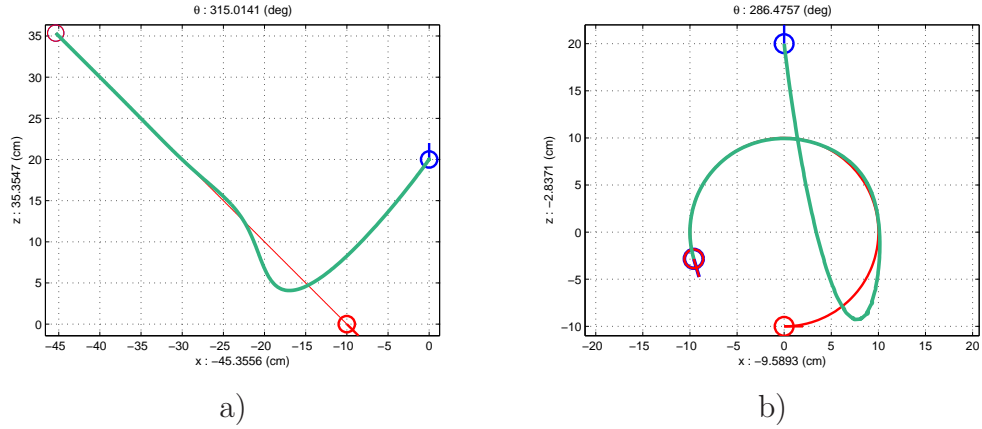 θ : 315.0141 (deg)
35
30
25
20
15
10
5
0
z : 35.3547 (cm)
−45 −40 −35 −30 −25 −20 −15 −10 −5 0
x : −45.3556 (cm)
a)
θ : 286.4757 (deg)
20
15
10
5
0
−5
−10
z : −2.8371 (cm)
−20 −15 −10 −5 0 5 10 15 20
x : −9.5893 (cm)
b)